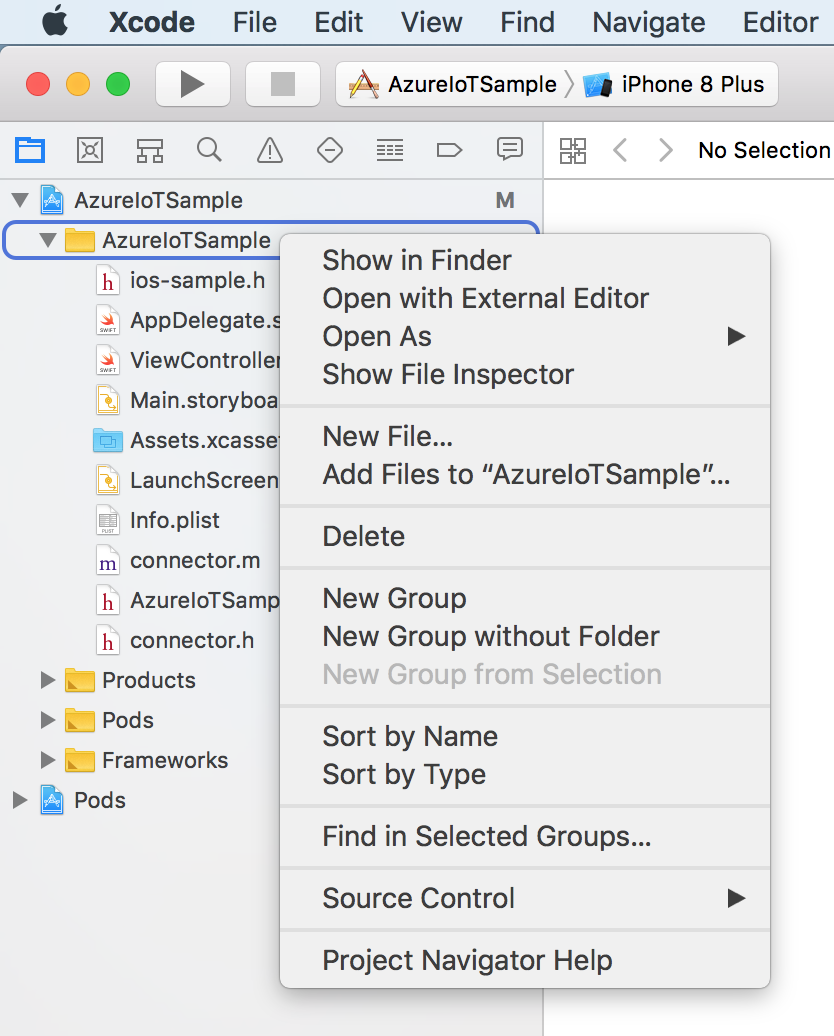 Xcode File Edit View Find Navigate Editor
AzureIoTSample iPhone 8 Plus
No Selection
AzureIoTSample M
AzureIoTSample
ios-sample.h
AppDelegate.s
ViewController
Main.storyboa
Assets.xcasset
LaunchScreen
Info.plist
connector.m
AzureIoTSamp
connector.h
Products
Pods
Frameworks
Pods
Show in Finder
Open with External Editor
Open As
Show File Inspector
New File...
Add Files to “AzureIoTSample”...
Delete
New Group
New Group without Folder
New Group from Selection
Sort by Name
Sort by Type
Find in Selected Groups...
Source Control
Project Navigator Help